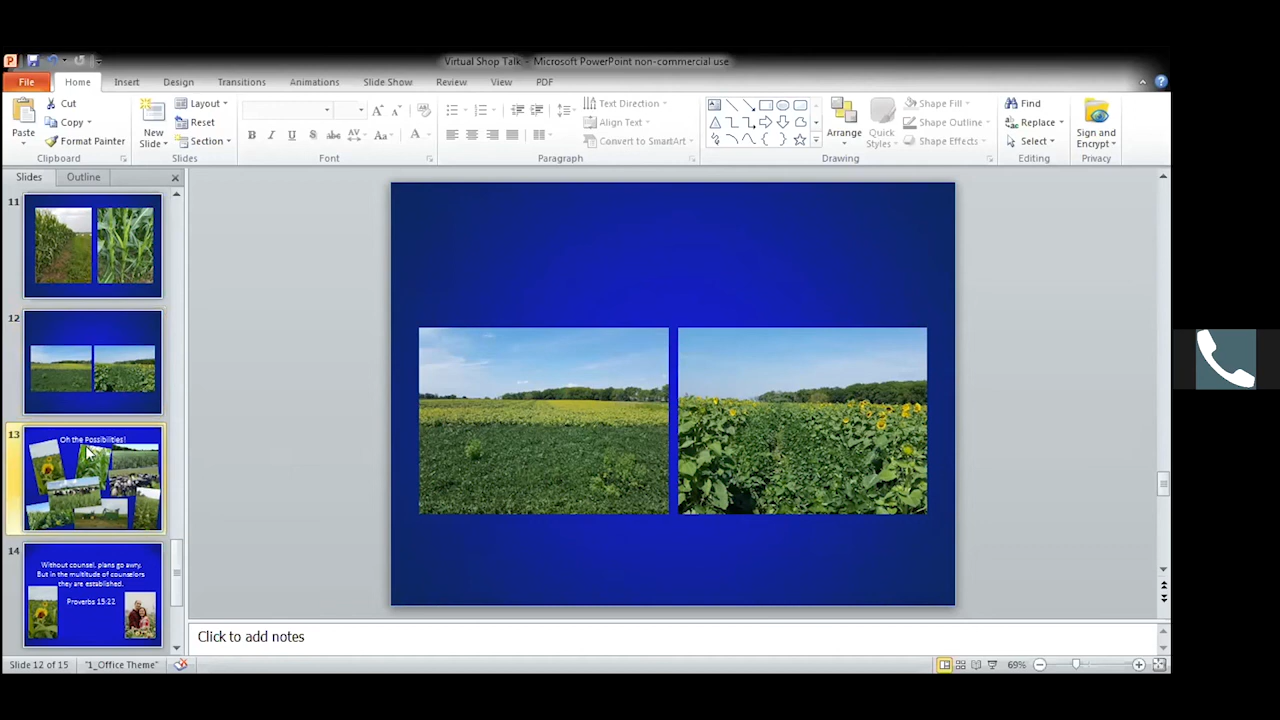 Virtual Shop Talk - Microsoft PowerPoint non-commercial use
File Home Insert Design Transitions Animations Slide Show Review View PDF
Cut
Copy
Format Painter
Paste
Clipboard
New
Slide
Layout
Reset
Section
Slides
Font
Text Direction
Align Text
Convert to SmartArt
Paragraph
Arrange
Quick
Styles
Shape Fill
Shape Outline
Shape Effects
Drawing
Find
Replace
Select
Editing
Sign and
Encrypt
Privacy
Slides Outline
11
12
13
Oh the Possibilities!
14
Without counsel, plans go awry,
But in the multitude of counselors
they are established.
Proverbs 15:22
Click to add notes
Slide 12 of 15 "1_Office Theme" 69%